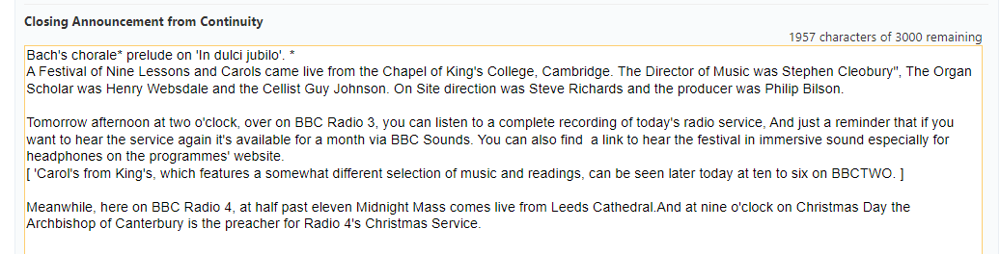 Closing Announcement from Continuity
1957 characters of 3000 remaining
Bach's chorale* prelude on 'In dulci jubilo'. *
A Festival of Nine Lessons and Carols came live from the Chapel of King's College, Cambridge. The Director of Music was Stephen Cleobury", The Organ
Scholar was Henry Websdale and the Cellist Guy Johnson. On Site direction was Steve Richards and the producer was Philip Bilson.
Tomorrow afternoon at two o'clock, over on BBC Radio 3, you can listen to a complete recording of today's radio service, And just a reminder that if you
want to hear the service again it's available for a month via BBC Sounds. You can also find  a link to hear the festival in immersive sound especially for
headphones on the programmes' website.
[ 'Carol's from King's, which features a somewhat different selection of music and readings, can be seen later today at ten to six on BBCTWO. ]
Meanwhile, here on BBC Radio 4, at half past eleven Midnight Mass comes live from Leeds Cathedral.And at nine o'clock on Christmas Day the
Archbishop of Canterbury is the preacher for Radio 4's Christmas Service.